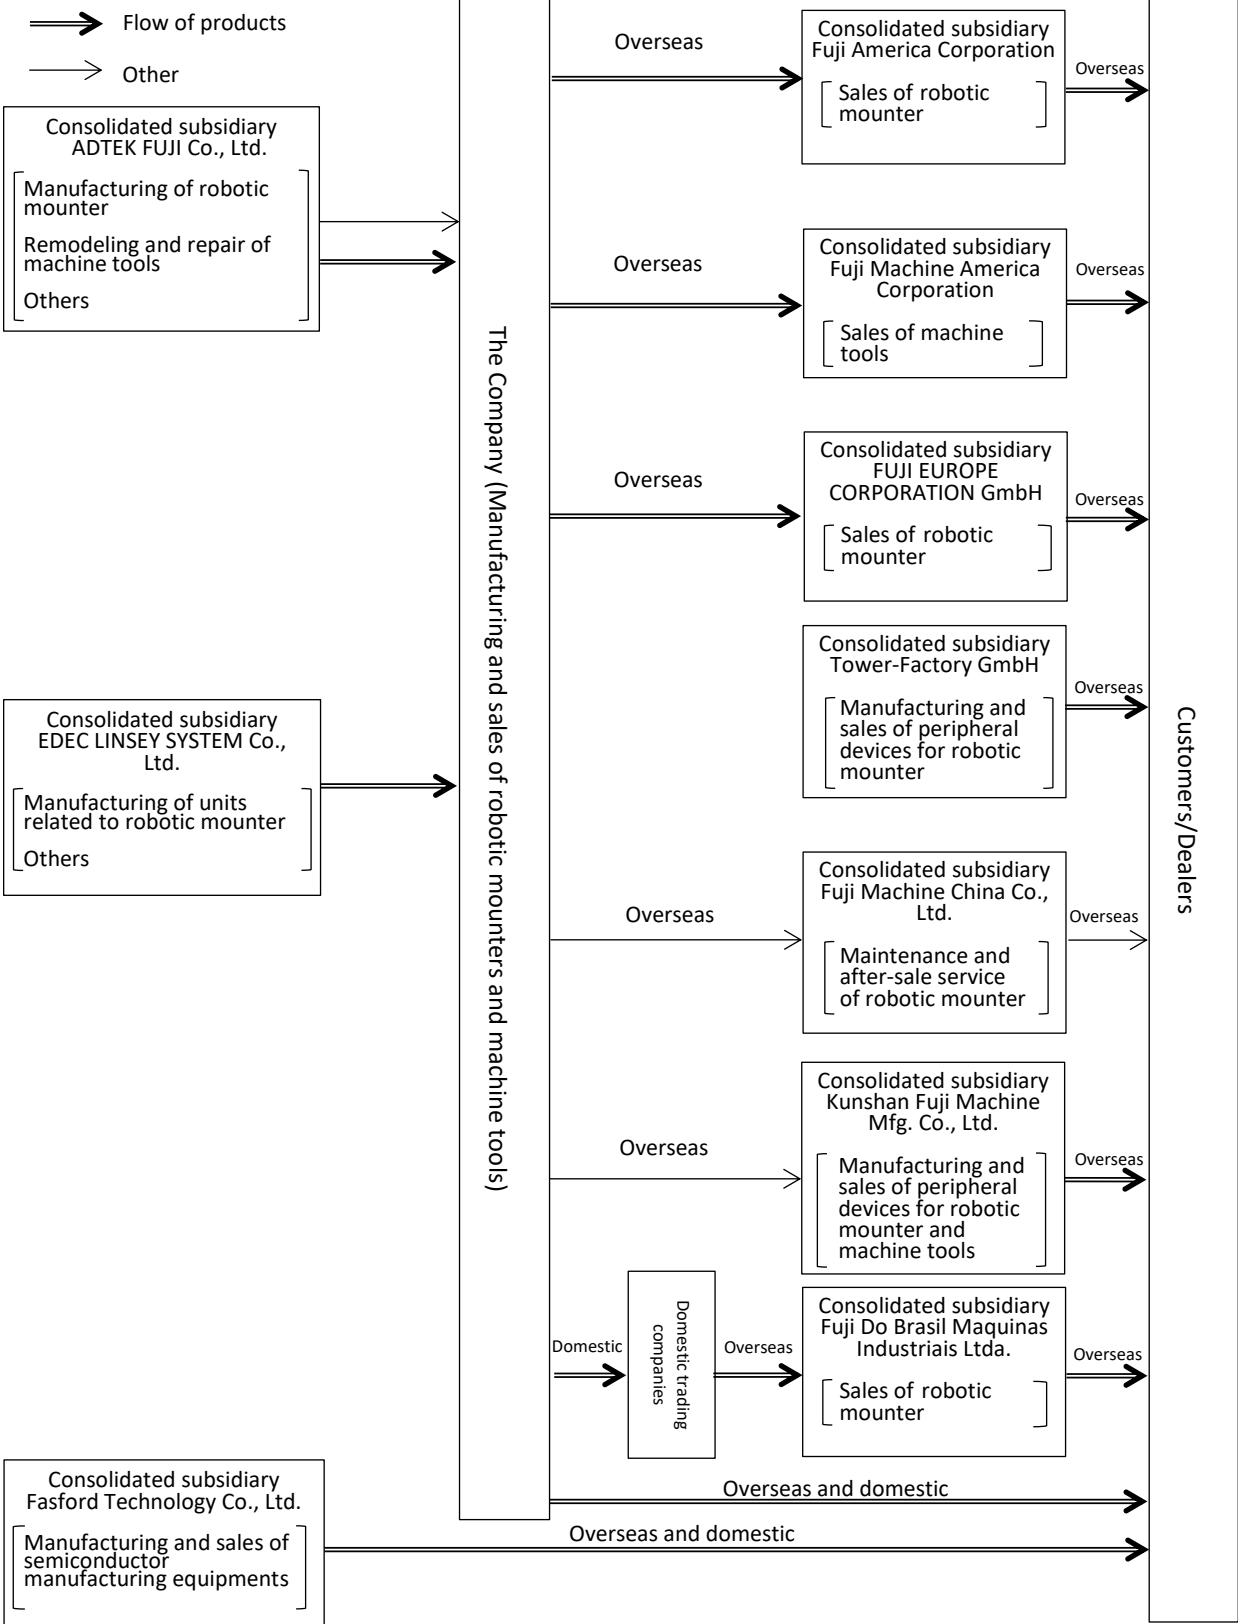 Flow of products
Other
Consolidated subsidiary
ADTEK FUJI Co., Ltd.
Manufacturing of robotic
mounter
Remodeling and repair of
machine tools
Others
Consolidated subsidiary
EDEC LINSEY SYSTEM Co.,
Ltd.
Manufacturing of units
related to robotic mounter
Others
Consolidated subsidiary
Fasford Technology Co., Ltd.
Manufacturing and sales of
semiconductor
manufacturing equipments
The Company (Manufacturing and sales of robotic mounters and machine tools)
Overseas
Consolidated subsidiary
Fuji America Corporation
Sales of robotic
mounter
Overseas
Overseas
Consolidated subsidiary
Fuji Machine America
Corporation
Sales of machine
tools
Overseas
Overseas
Consolidated subsidiary
FUJI EUROPE
CORPORATION GmbH
Sales of robotic
mounter
Overseas
Consolidated subsidiary
Tower-Factory GmbH
Manufacturing and
sales of peripheral
devices for robotic
mounter
Overseas
Overseas
Consolidated subsidiary
Fuji Machine China Co.,
Ltd.
Maintenance and
after-sale service
of robotic mounter
Overseas
Overseas
Consolidated subsidiary
Kunshan Fuji Machine
Mfg. Co., Ltd.
Manufacturing and
sales of peripheral
devices for robotic
mounter and
machine tools
Overseas
Domestic
Domestic trading
companies
Overseas
Consolidated subsidiary
Fuji Do Brasil Maquinas
Industriais Ltda.
Sales of robotic
mounter
Overseas
Overseas and domestic
Overseas and domestic
Customers/Dealers